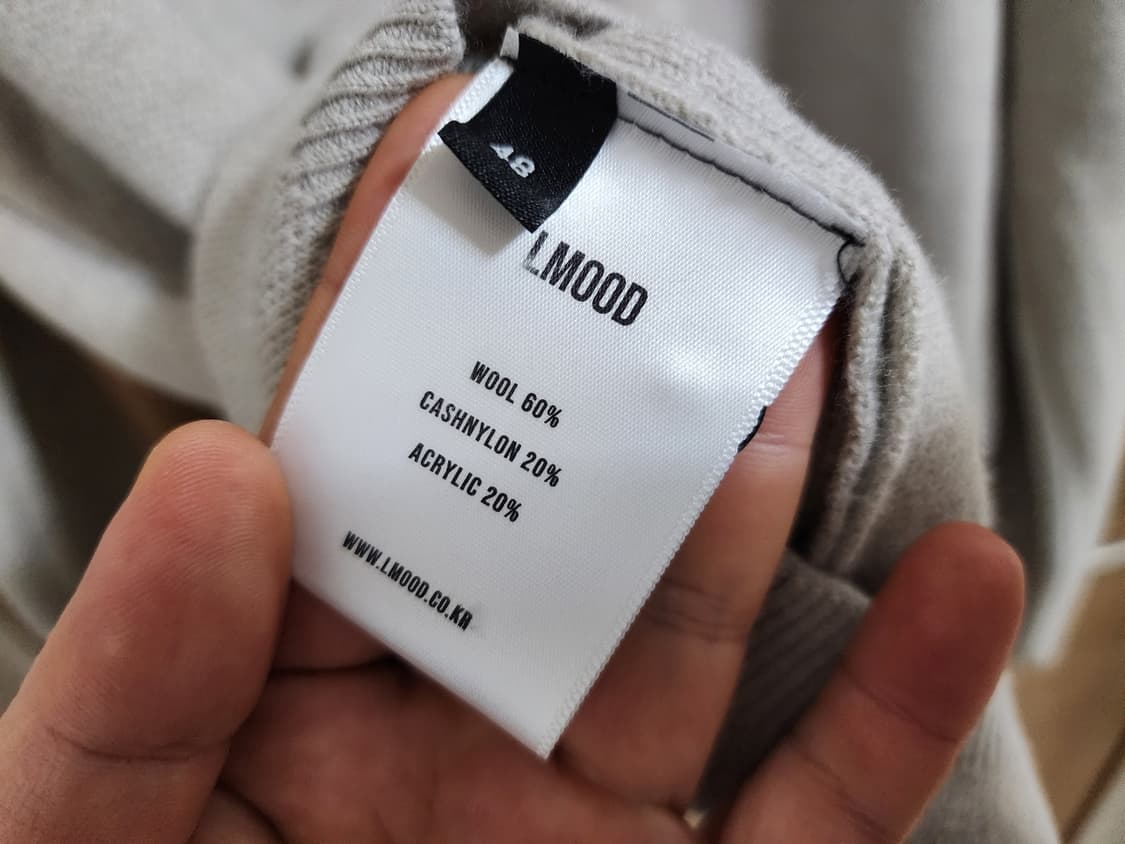 48
LMOOD
WOOL 60%
CASHNYLON 20%
ACRYLIC 20%
WWW.LMOOD.CO.KR